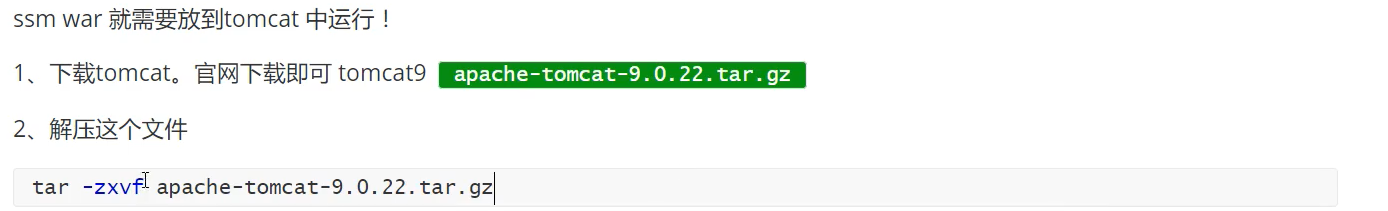 ssm war 就需要放到tomcat 中运行！
1、下载tomcat。官网下载即可 tomcat9 apache-tomcat-9.0.22.tar.gz
2、解压这个文件
tar -zxvf apache-tomcat-9.0.22.tar.gz